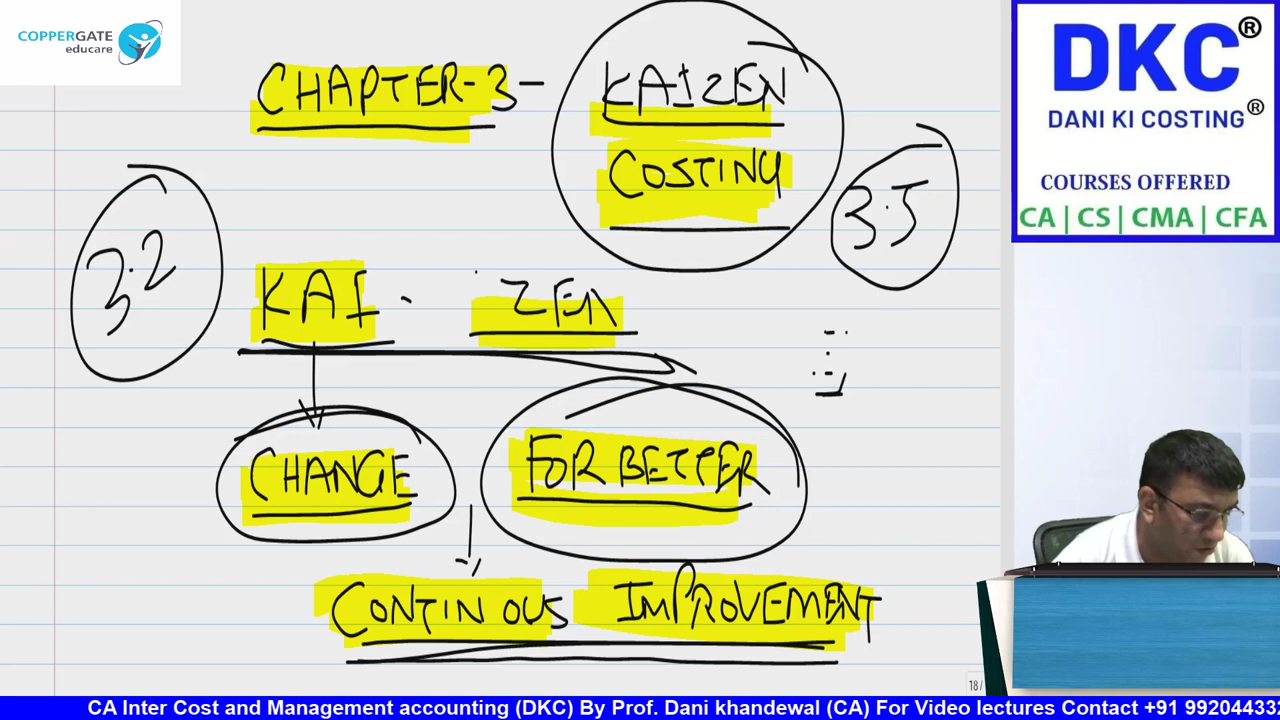 COPPERGATE
educare
CHAPTER-3-
KAIZEN
COSTING
3.2
3.5
KAI
ZEN
CHANGE
FOR BETTER
CONTINOUS IMPROVEMENT
DKC®
DANI KI COSTING®
COURSES OFFERED
CA | CS | CMA | CFA
18/
CA Inter Cost and Management accounting (DKC) By Prof. Dani khandewal (CA) For Video lectures Contact +91 992044333